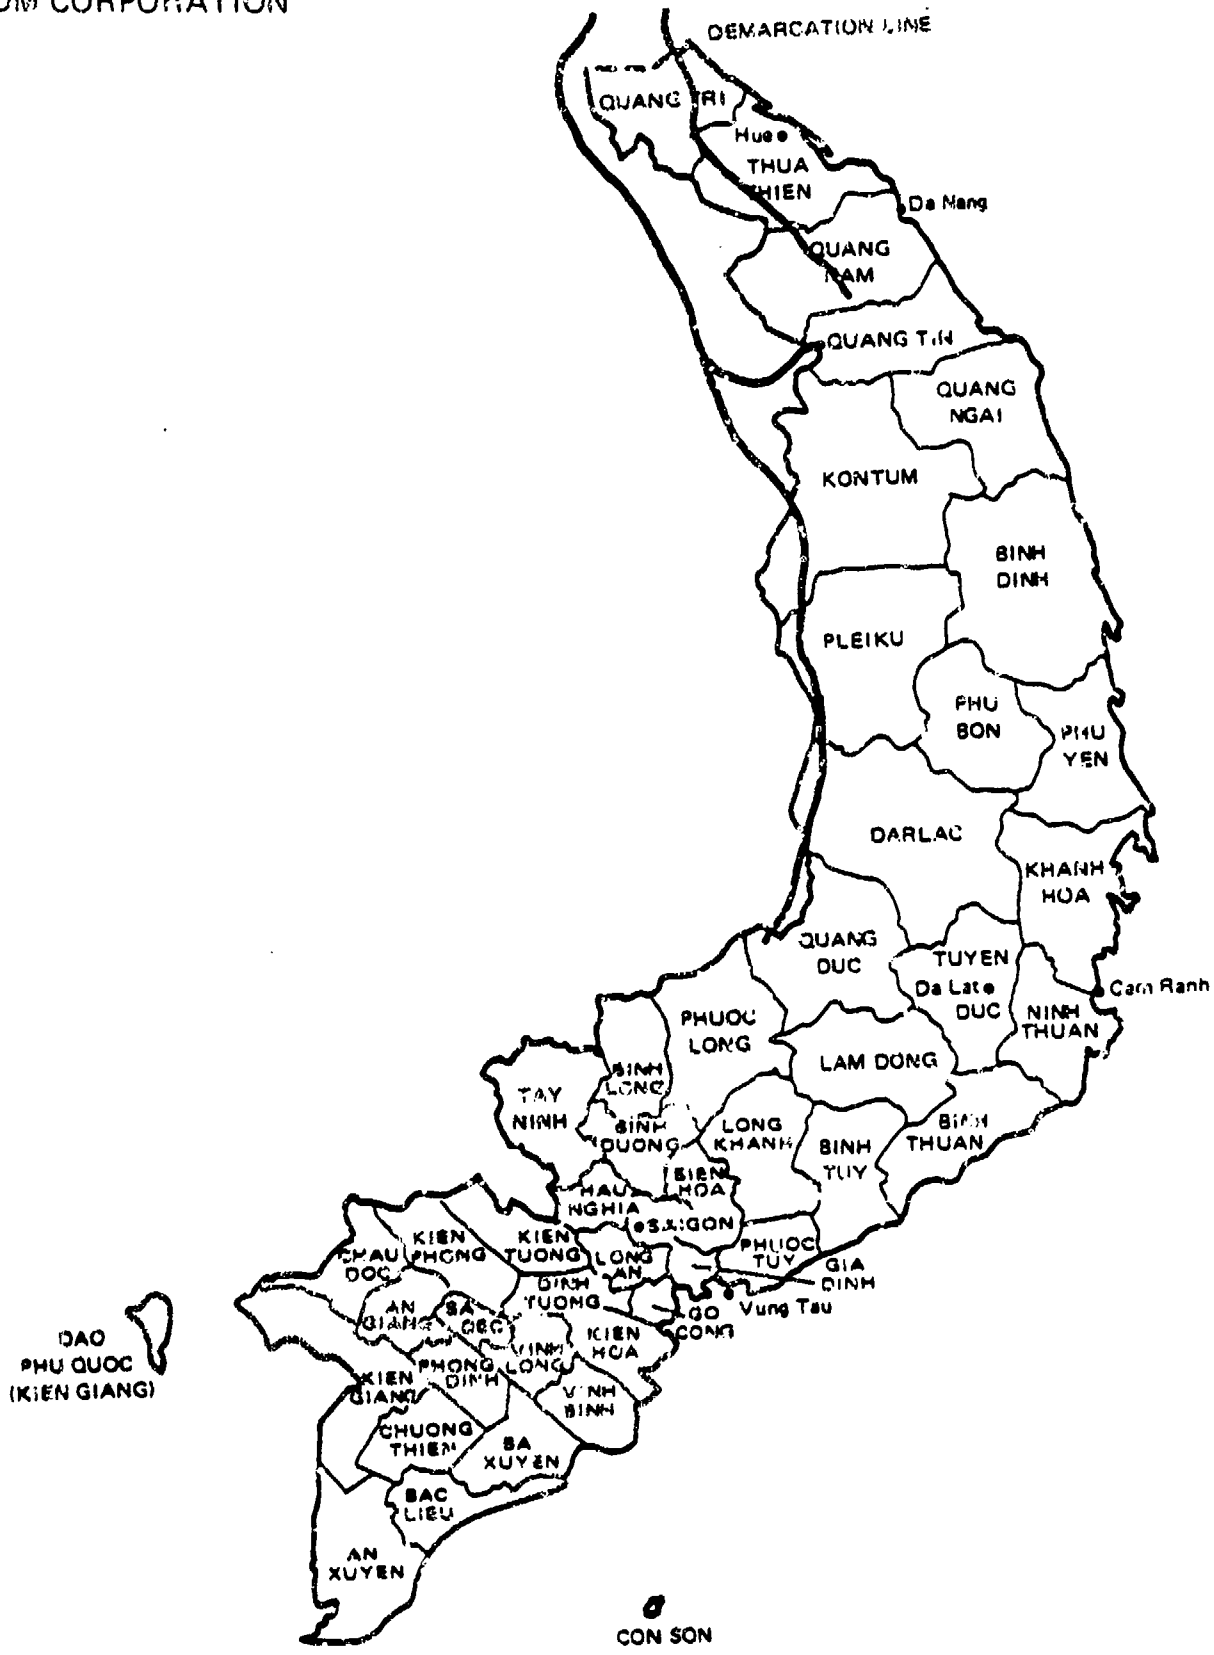 CORPORATION
DEMARCATION LINE
QUANG TRI
Hue
THUA
THIEN
Da Nang
QUANG
NAM
QUANG TIN
QUANG
NGAI
KONTUM
BINH
DINH
PLEIKU
PHU
BON
PHU
YEN
DARLAC
KHANH
HOA
QUANG
DUC
TUYEN
Da Lat
DUC
Cam Ranh
NINH
THUAN
PHUOC
LONG
LAM DONG
BINH
LONG
TAY
NINH
BINH
DUONG
LONG
KHANH
BINH
TUY
BINH
THUAN
BIEN
HOA
HAU
NGHIA
SAIGON
PHUOC
TUY
GIA
DINH
Vung Tau
KIEN
PHONG
KIEN
TUONG
LONG
AN
CHAU
DOC
DINH
TUONG
GO
CONG
AN
GIANG
SA
DEC
VINH
LONG
KIEN
HOA
DAO
PHU QUOC
(KIEN GIANG)
KIEN
GIANG
PHONG
DINH
VINH
BINH
CHUONG
THIEN
BA
XUYEN
BAC
LIEU
AN
XUYEN
CON SON